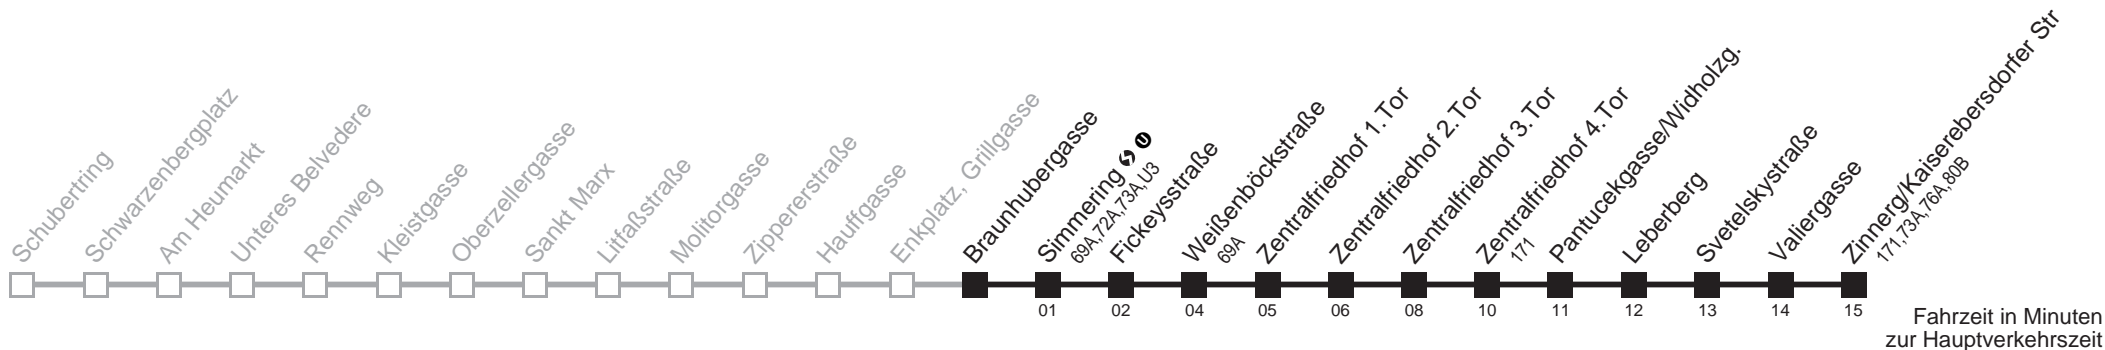 Schubertring
Schwarzenbergplatz
Am Heumarkt
Unteres Belvedere
Rennweg
Kleistgasse
Oberzellergasse
Sankt Marx
Litfaßstraße
Molitorgasse
Zippererstraße
Hauffgasse
Enkplatz, Grillgasse
Braunhubergasse
Simmering S U
69A,72A,73A,U3
01
Fickeysstraße
02
Weißenböckstraße
69A
04
Zentralfriedhof 1.Tor
05
Zentralfriedhof 2.Tor
06
Zentralfriedhof 3.Tor
08
Zentralfriedhof 4.Tor
171
10
Pantucekgasse/Widholzg.
11
Leberberg
12
Svetelskystraße
13
Valiergasse
14
Zinnerg/Kaiserebersdorfer Str
171,73A,76A,80B
15
Fahrzeit in Minuten
zur Hauptverkehrszeit